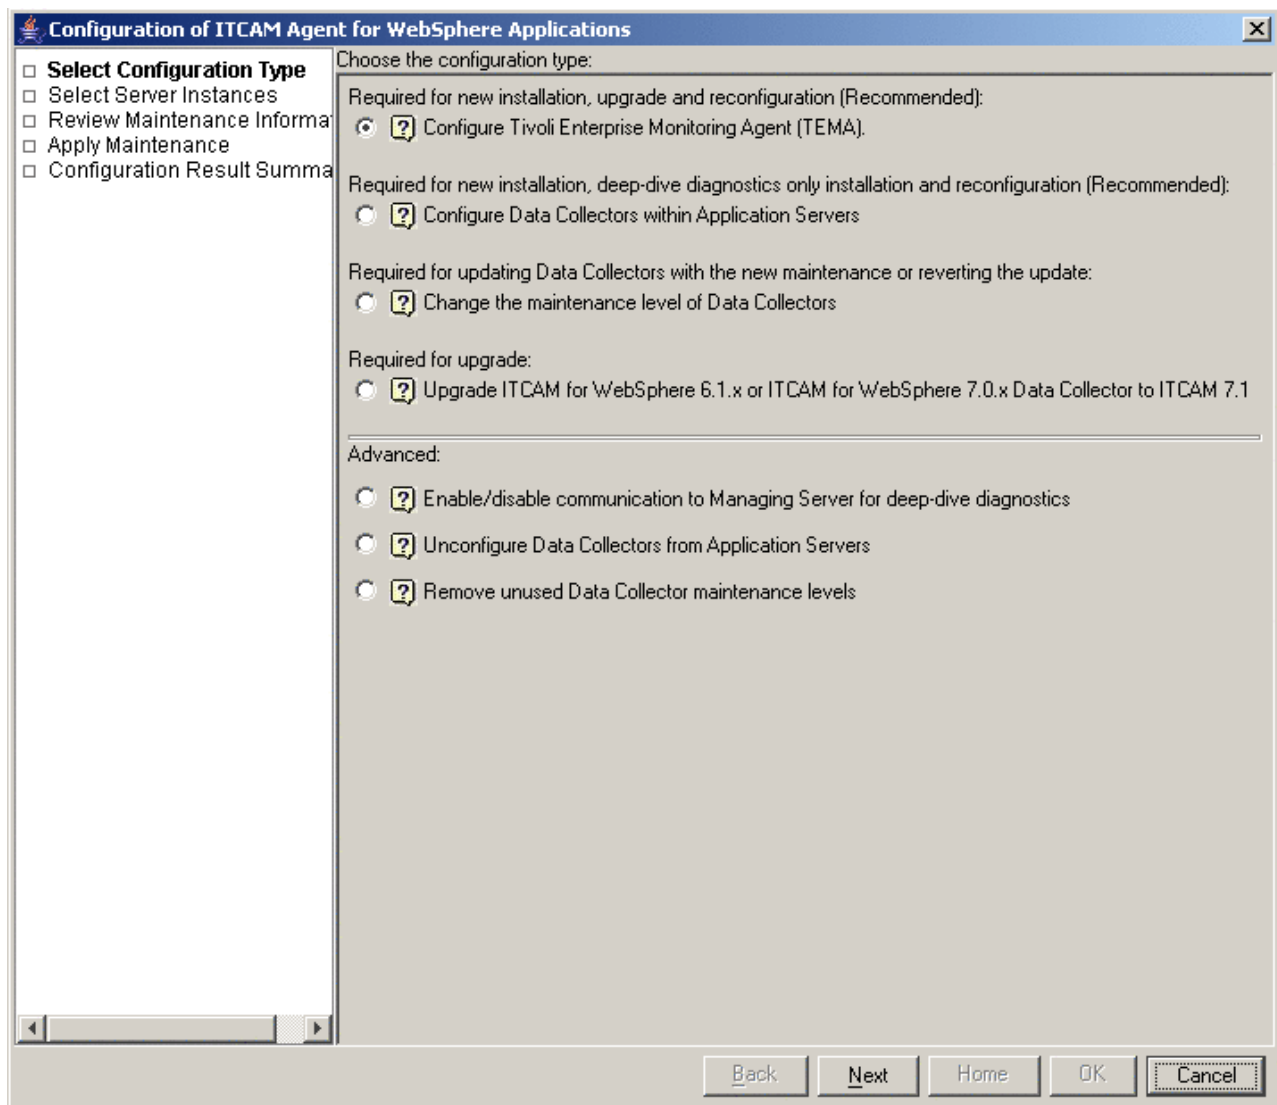 Configuration of ITCAM Agent for WebSphere Applications
Select Configuration Type
Select Server Instances
Review Maintenance Informa
Apply Maintenance
Configuration Result Summa
Choose the configuration type:
Required for new installation, upgrade and reconfiguration (Recommended):
? Configure Tivoli Enterprise Monitoring Agent (TEMA).
Required for new installation, deep-dive diagnostics only installation and reconfiguration (Recommended):
? Configure Data Collectors within Application Servers
Required for updating Data Collectors with the new maintenance or reverting the update:
? Change the maintenance level of Data Collectors
Required for upgrade:
? Upgrade ITCAM for WebSphere 6.1.x or ITCAM for WebSphere 7.0.x Data Collector to ITCAM 7.1
Advanced:
? Enable/disable communication to Managing Server for deep-dive diagnostics
? Unconfigure Data Collectors from Application Servers
? Remove unused Data Collector maintenance levels
Back Next Home OK Cancel